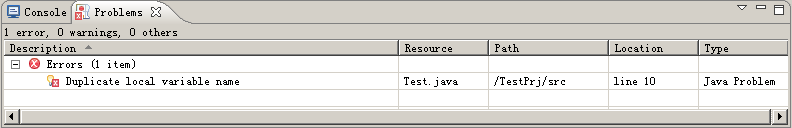 Console Problems
1 error, 0 warnings, 0 others
Description Resource Path Location Type
Errors (1 item)
Duplicate local variable name Test.java /TestPrj/src line 10 Java Problem